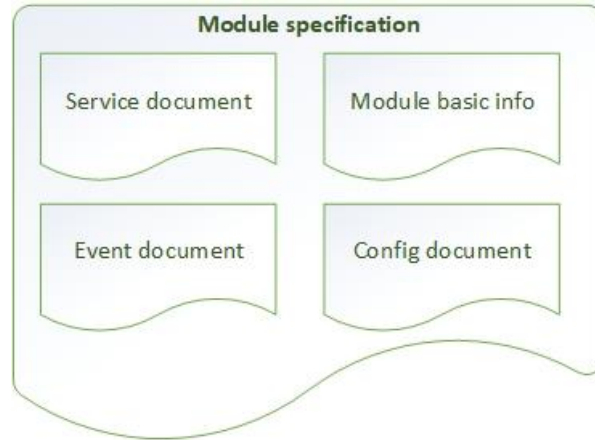 Module specification
Service document
Module basic info
Event document
Config document